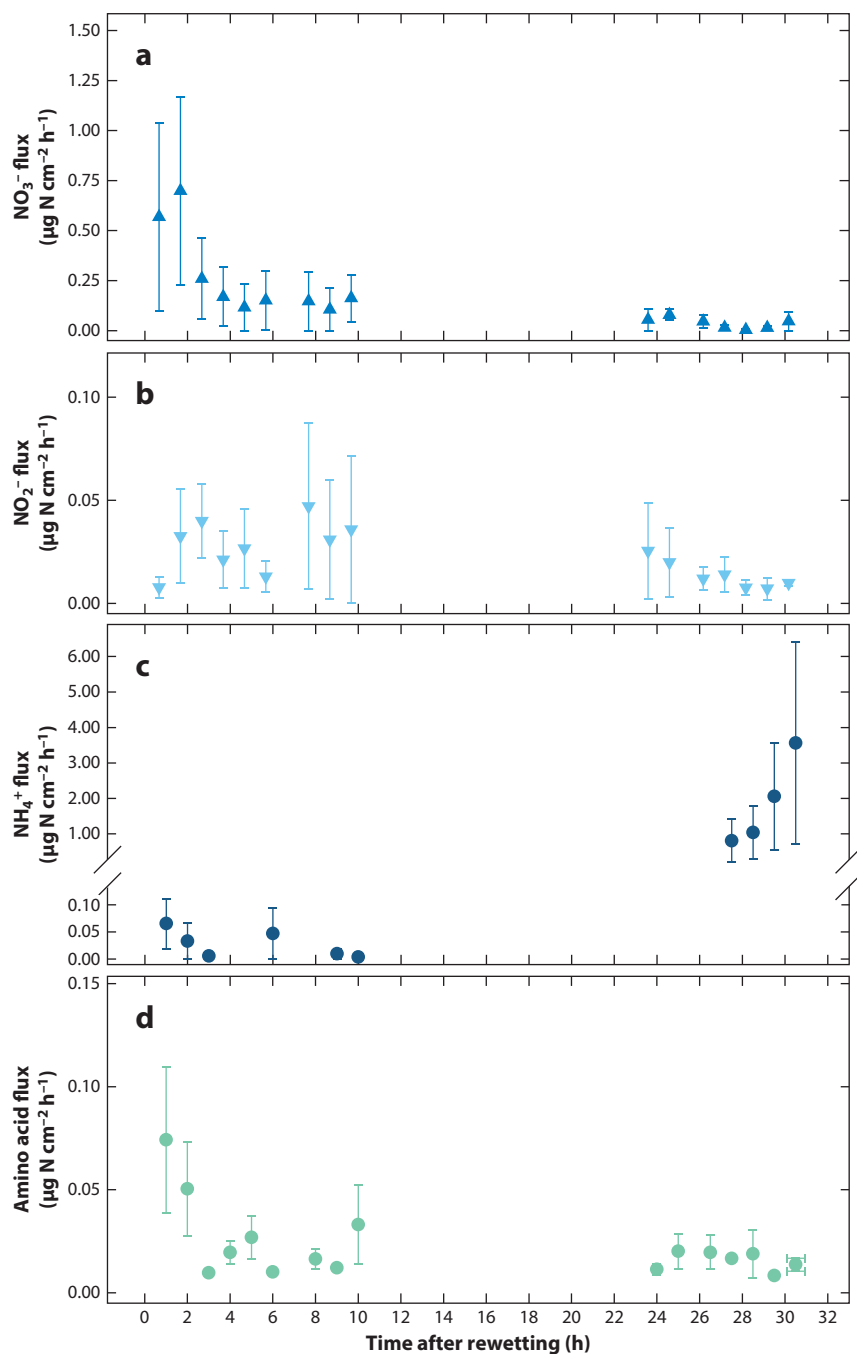 a
NO₃⁻ flux
(µg N cm⁻² h⁻¹)
1.50
1.00
0.75
0.50
0.25
0.00
b
NO₂⁻ flux
(µg N cm⁻² h⁻¹)
0.10
0.05
0.00
c
NH₄⁺ flux
(µg N cm⁻² h⁻¹)
6.00
5.00
4.00
3.00
2.00
1.00
0.10
0.05
0.00
d
Amino acid flux
(µg N cm⁻² h⁻¹)
0.15
0.10
0.05
0.00
0 2 4 6 8 10 12 14 16 18 20 22 24 26 28 30 32
Time after rewetting (h)